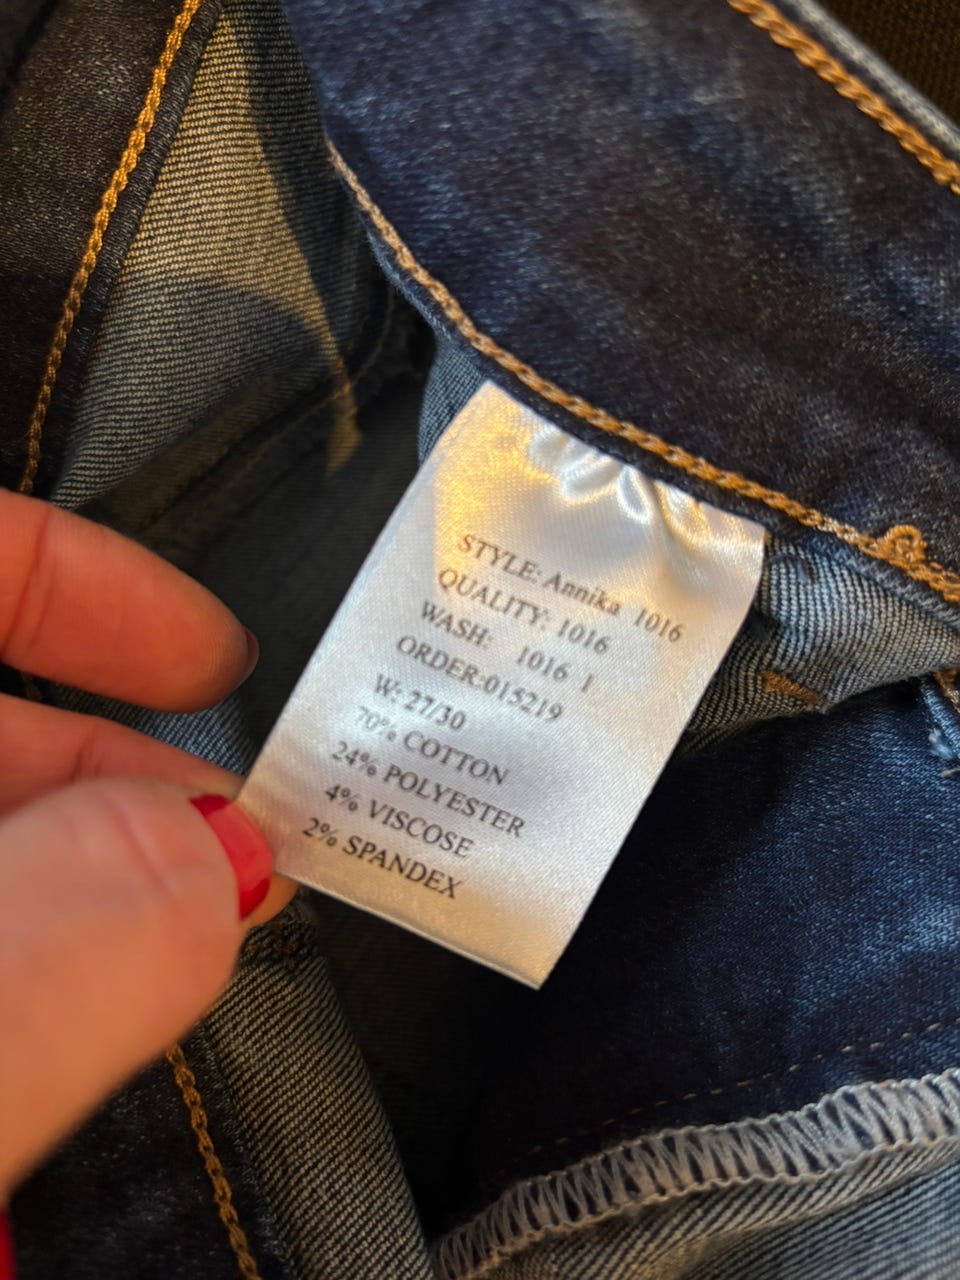 STYLE: Annika 1016
QUALITY: 1016
WASH: 1016 1
ORDER:015219
W: 27/30
70% COTTON
24% POLYESTER
4% VISCOSE
2% SPANDEX